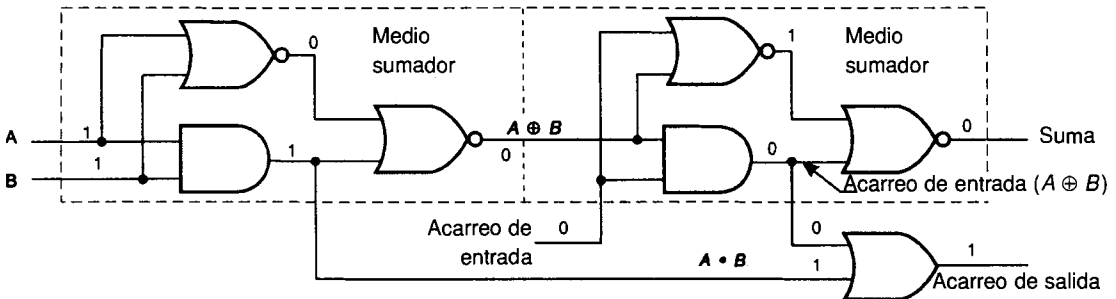 0
Medio
sumador
1
Medio
sumador
A
1
1
A ⊕ B
0
0
Suma
B
1
0
Acarreo de entrada (A ⊕ B)
Acarreo de
entrada
0
0
A • B
1
1
Acarreo de salida